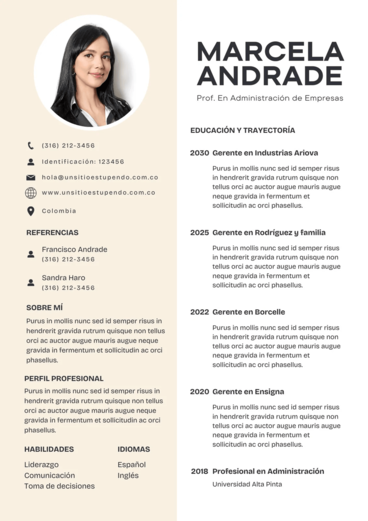 MARCELA
ANDRADE
Prof. En Administración de Empresas
(316) 212-3456
Identificación: 123456
hola@unsitioestupendo.com.co
www.unsitioestupendo.com.co
Colombia
REFERENCIAS
Francisco Andrade
(316) 212-3456
Sandra Haro
(316) 212-3456
SOBRE MÍ
Purus in mollis nunc sed id semper risus in
hendrerit gravida rutrum quisque non tellus
orci ac auctor augue mauris augue neque
gravida in fermentum et sollicitudin ac orci
phasellus.
PERFIL PROFESIONAL
Purus in mollis nunc sed id semper risus in
hendrerit gravida rutrum quisque non tellus
orci ac auctor augue mauris augue neque
gravida in fermentum et sollicitudin ac orci
phasellus.
HABILIDADES
Liderazgo
Comunicación
Toma de decisiones
IDIOMAS
Español
Inglés
EDUCACIÓN Y TRAYECTORÍA
2030 Gerente en Industrias Ariova
Purus in mollis nunc sed id semper risus
in hendrerit gravida rutrum quisque non
tellus orci ac auctor augue mauris augue
neque gravida in fermentum et
sollicitudin ac orci phasellus.
2025 Gerente en Rodríguez y familia
Purus in mollis nunc sed id semper risus
in hendrerit gravida rutrum quisque non
tellus orci ac auctor augue mauris augue
neque gravida in fermentum et
sollicitudin ac orci phasellus.
2022 Gerente en Borcelle
Purus in mollis nunc sed id semper risus
in hendrerit gravida rutrum quisque non
tellus orci ac auctor augue mauris augue
neque gravida in fermentum et
sollicitudin ac orci phasellus.
2020 Gerente en Ensigna
Purus in mollis nunc sed id semper risus
in hendrerit gravida rutrum quisque non
tellus orci ac auctor augue mauris augue
neque gravida in fermentum et
sollicitudin ac orci phasellus.
2018 Profesional en Administración
Universidad Alta Pinta